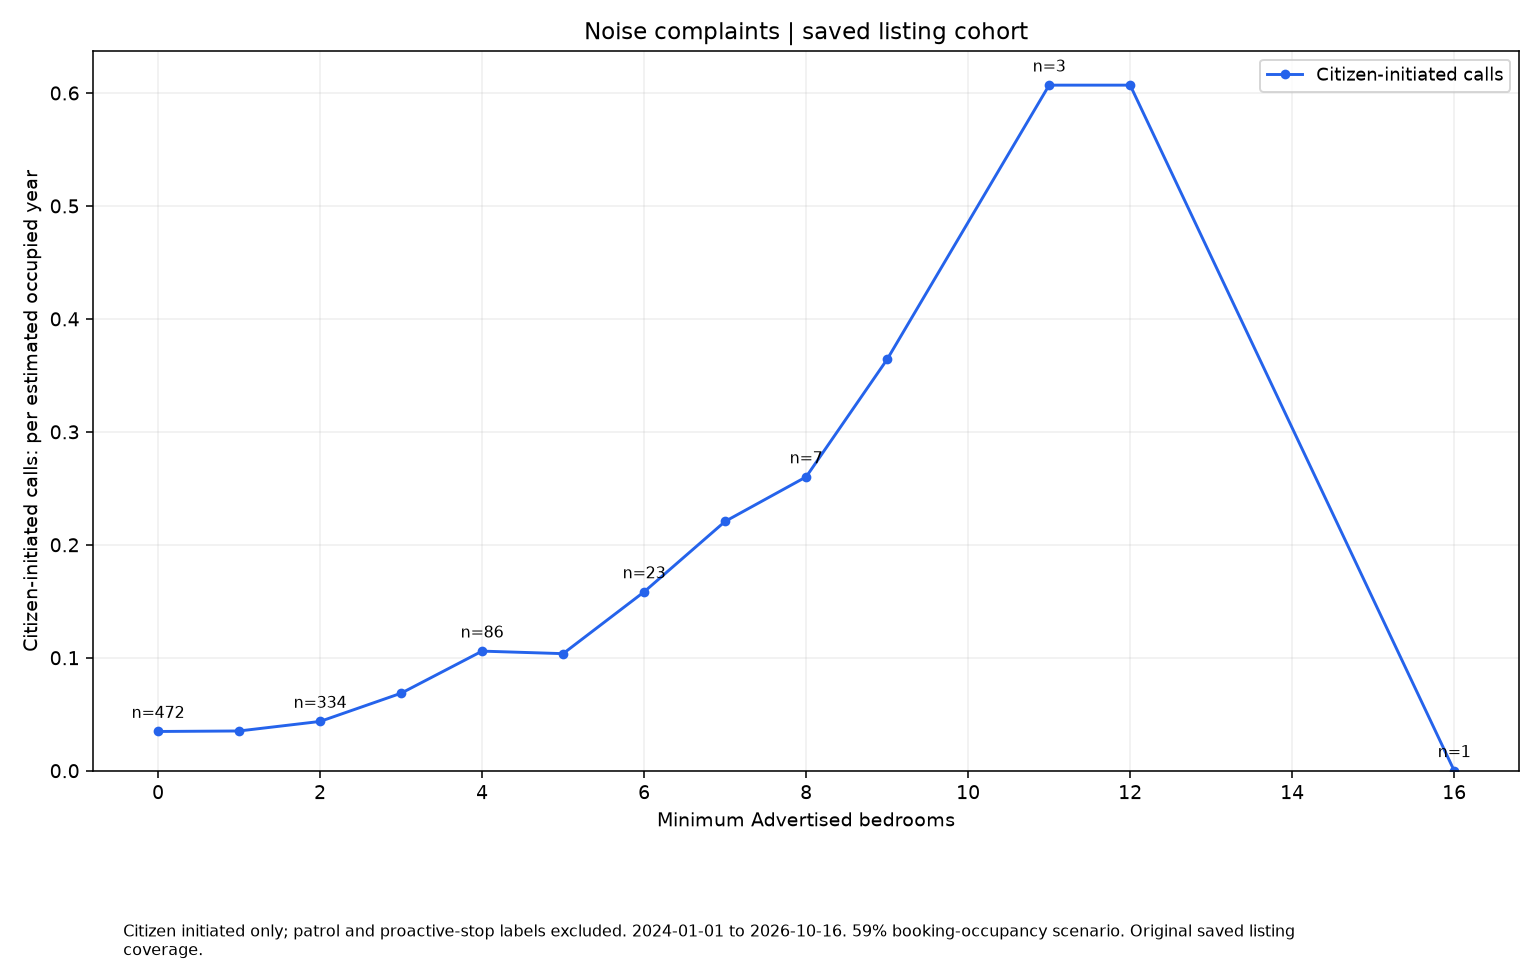 Noise complaints | saved listing cohort
Citizen-initiated calls
Citizen-initiated calls: per estimated occupied year
0.6
0.5
0.4
0.3
0.2
0.1
0.0
n=472
n=334
n=86
n=23
n=7
n=3
n=1
0 2 4 6 8 10 12 14 16
Minimum Advertised bedrooms
Citizen initiated only; patrol and proactive-stop labels excluded. 2024-01-01 to 2026-10-16. 59% booking-occupancy scenario. Original saved listing
coverage.